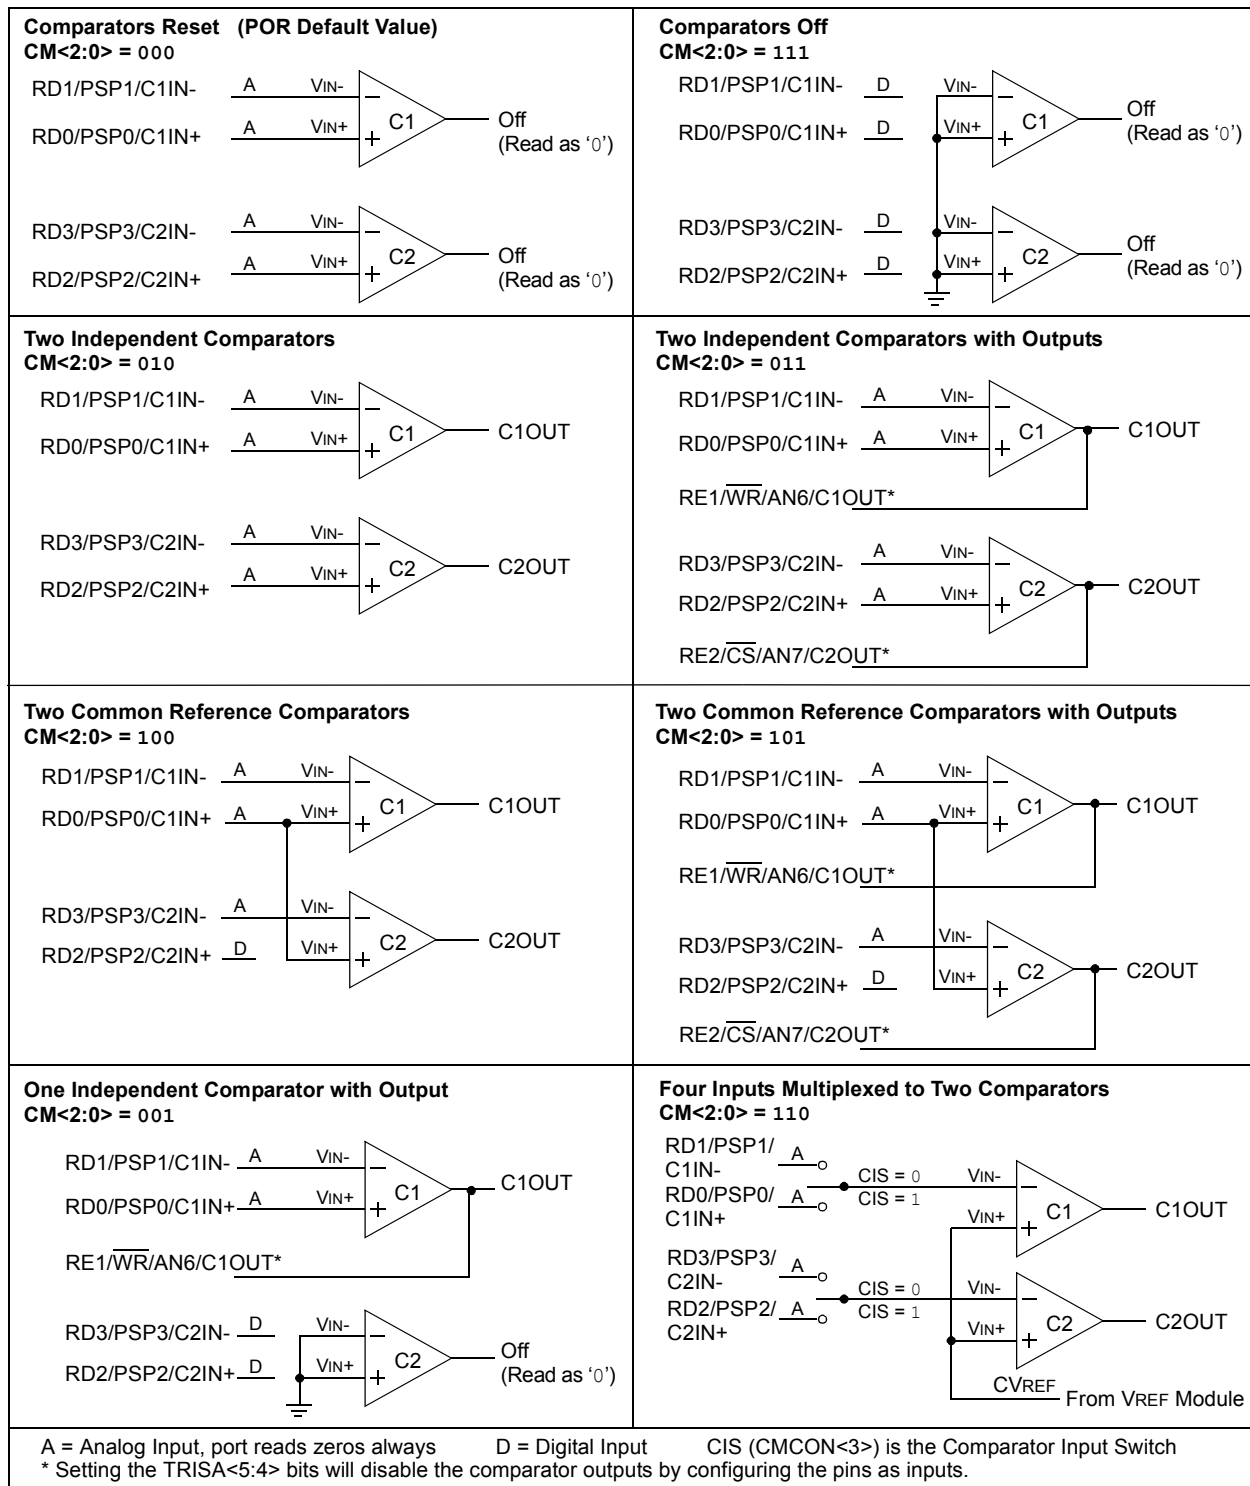 Comparators Reset (POR Default Value)
CM<2:0> = 000
RD1/PSP1/C1IN- A VIN-
RD0/PSP0/C1IN+ A VIN+
C1
Off
(Read as ‘0’)
RD3/PSP3/C2IN- A VIN-
RD2/PSP2/C2IN+ A VIN+
C2
Off
(Read as ‘0’)
Comparators Off
CM<2:0> = 111
RD1/PSP1/C1IN- D VIN-
RD0/PSP0/C1IN+ D VIN+
C1
Off
(Read as ‘0’)
RD3/PSP3/C2IN- D VIN-
RD2/PSP2/C2IN+ D VIN+
C2
Off
(Read as ‘0’)
Two Independent Comparators
CM<2:0> = 010
RD1/PSP1/C1IN- A VIN-
RD0/PSP0/C1IN+ A VIN+
C1
C1OUT
RD3/PSP3/C2IN- A VIN-
RD2/PSP2/C2IN+ A VIN+
C2
C2OUT
Two Independent Comparators with Outputs
CM<2:0> = 011
RD1/PSP1/C1IN- A VIN-
RD0/PSP0/C1IN+ A VIN+
C1
C1OUT
RE1/WR/AN6/C1OUT*
RD3/PSP3/C2IN- A VIN-
RD2/PSP2/C2IN+ A VIN+
C2
C2OUT
RE2/CS/AN7/C2OUT*
Two Common Reference Comparators
CM<2:0> = 100
RD1/PSP1/C1IN- A VIN-
RD0/PSP0/C1IN+ A VIN+
C1
C1OUT
RD3/PSP3/C2IN- A VIN-
RD2/PSP2/C2IN+ D VIN+
C2
C2OUT
Two Common Reference Comparators with Outputs
CM<2:0> = 101
RD1/PSP1/C1IN- A VIN-
RD0/PSP0/C1IN+ A VIN+
C1
C1OUT
RE1/WR/AN6/C1OUT*
RD3/PSP3/C2IN- A VIN-
RD2/PSP2/C2IN+ D VIN+
C2
C2OUT
RE2/CS/AN7/C2OUT*
One Independent Comparator with Output
CM<2:0> = 001
RD1/PSP1/C1IN- A VIN-
RD0/PSP0/C1IN+ A VIN+
C1
C1OUT
RE1/WR/AN6/C1OUT*
RD3/PSP3/C2IN- D VIN-
RD2/PSP2/C2IN+ D VIN+
C2
Off
(Read as ‘0’)
Four Inputs Multiplexed to Two Comparators
CM<2:0> = 110
RD1/PSP1/
C1IN- A
RD0/PSP0/
C1IN+ A
CIS = 0
CIS = 1
VIN-
VIN+
C1
C1OUT
RD3/PSP3/
C2IN- A
RD2/PSP2/
C2IN+ A
CIS = 0
CIS = 1
VIN-
VIN+
C2
C2OUT
CVREF
From VREF Module
A = Analog Input, port reads zeros always D = Digital Input CIS (CMCON<3>) is the Comparator Input Switch
* Setting the TRISA<5:4> bits will disable the comparator outputs by configuring the pins as inputs.